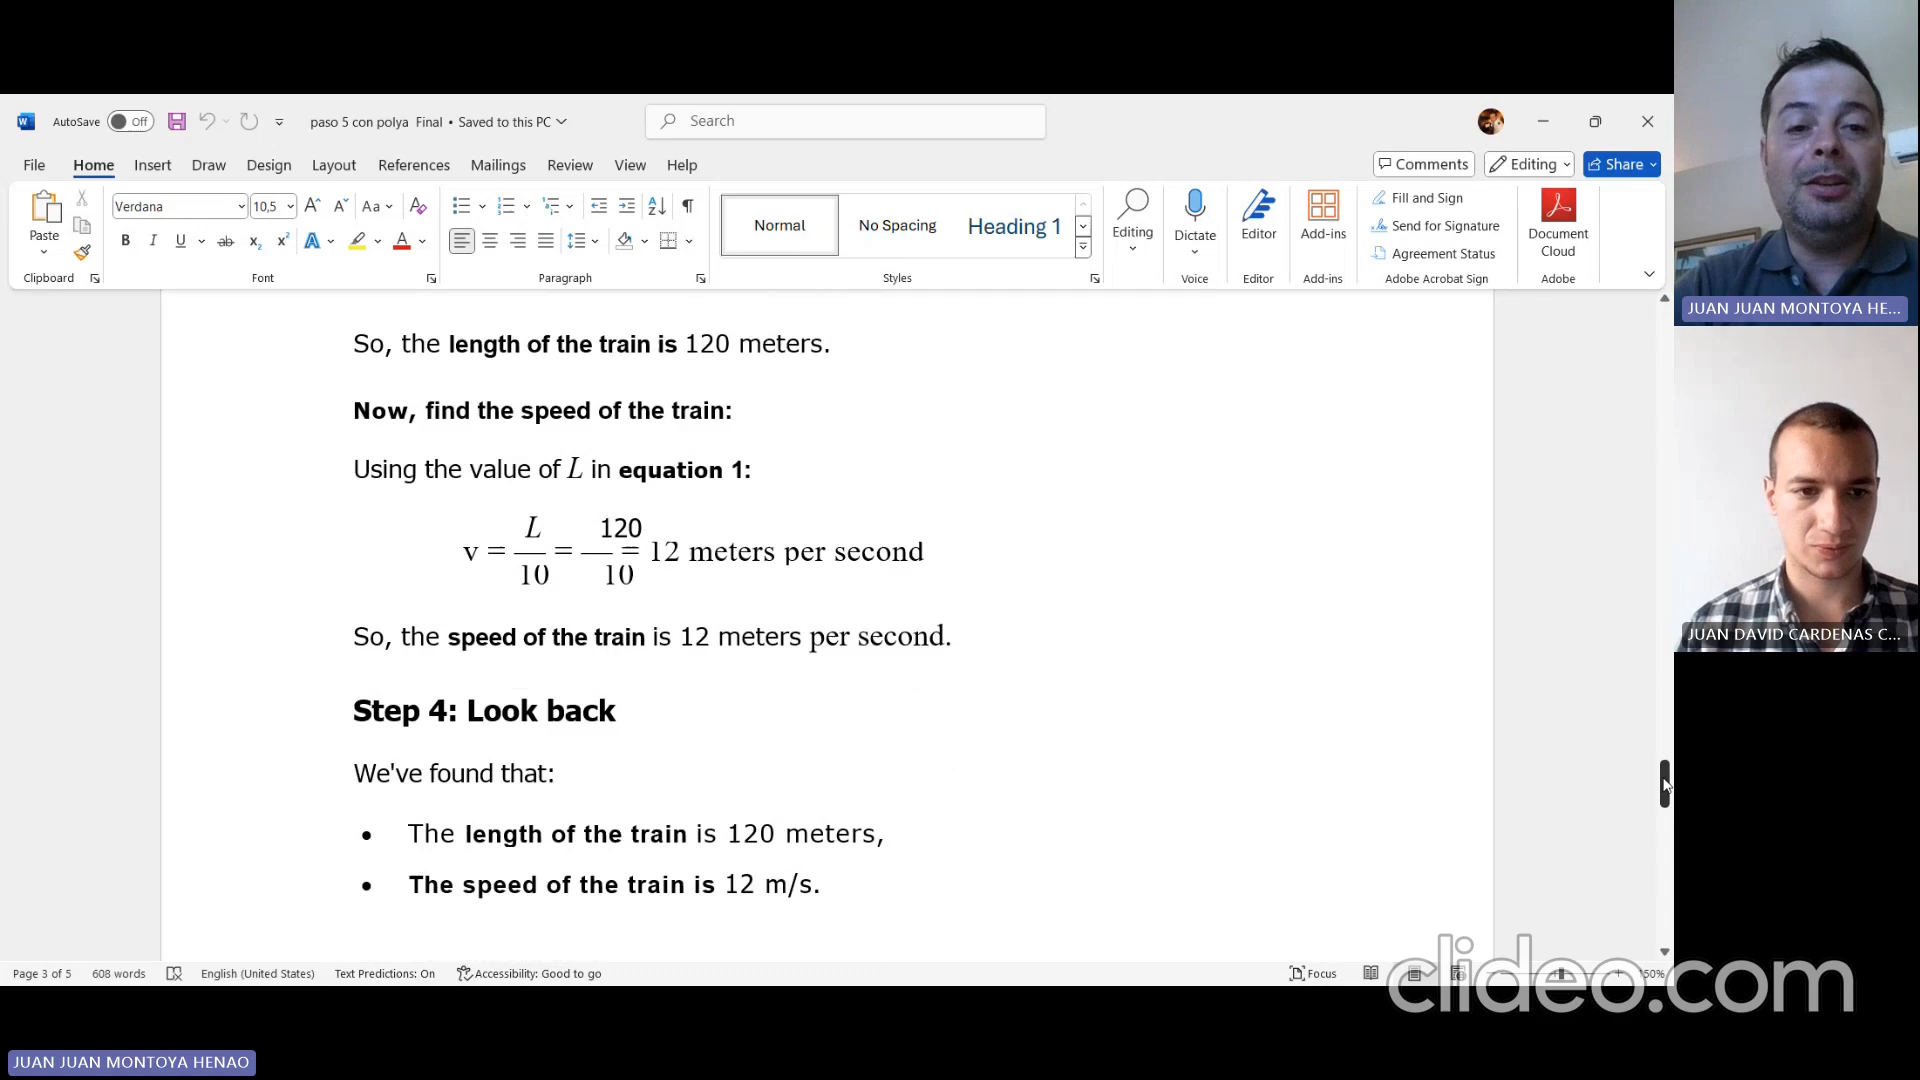 AutoSave Off paso 5 con polya Final • Saved to this PC Search
File Home Insert Draw Design Layout References Mailings Review View Help Comments Editing Share
Paste Verdana 10,5 Aa Normal No Spacing Heading 1 Editing Dictate Editor Add-ins Fill and Sign Send for Signature Agreement Status Document Cloud
Clipboard Font Paragraph Styles Voice Editor Add-ins Adobe Acrobat Sign Adobe
So, the length of the train is 120 meters.
Now, find the speed of the train:
Using the value of L in equation 1:
v = L/10 = 120/10 = 12 meters per second
So, the speed of the train is 12 meters per second.
Step 4: Look back
We've found that:
• The length of the train is 120 meters,
• The speed of the train is 12 m/s.
Page 3 of 5 608 words English (United States) Text Predictions: On Accessibility: Good to go Focus 150%
clideo.com
JUAN JUAN MONTOYA HE...
JUAN DAVID CARDENAS C...
JUAN JUAN MONTOYA HENAO